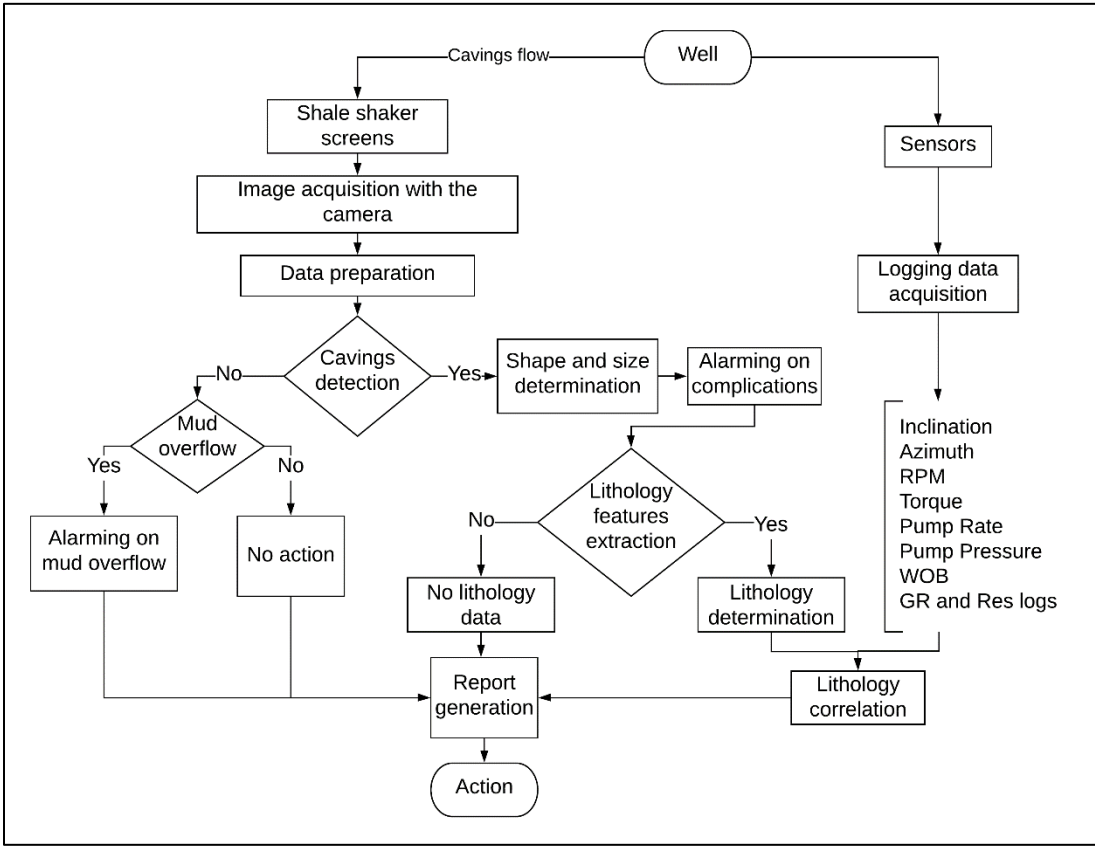 Well
Cavings flow
Shale shaker
screens
Sensors
Image acquisition with the
camera
Data preparation
Logging data
acquisition
Cavings
detection
No
Yes
Shape and size
determination
Alarming on
complications
Mud
overflow
Yes
No
Inclination
Azimuth
RPM
Torque
Pump Rate
Pump Pressure
WOB
GR and Res logs
Lithology
features
extraction
No
Yes
Alarming on
mud overflow
No action
No lithology
data
Lithology
determination
Report
generation
Lithology
correlation
Action